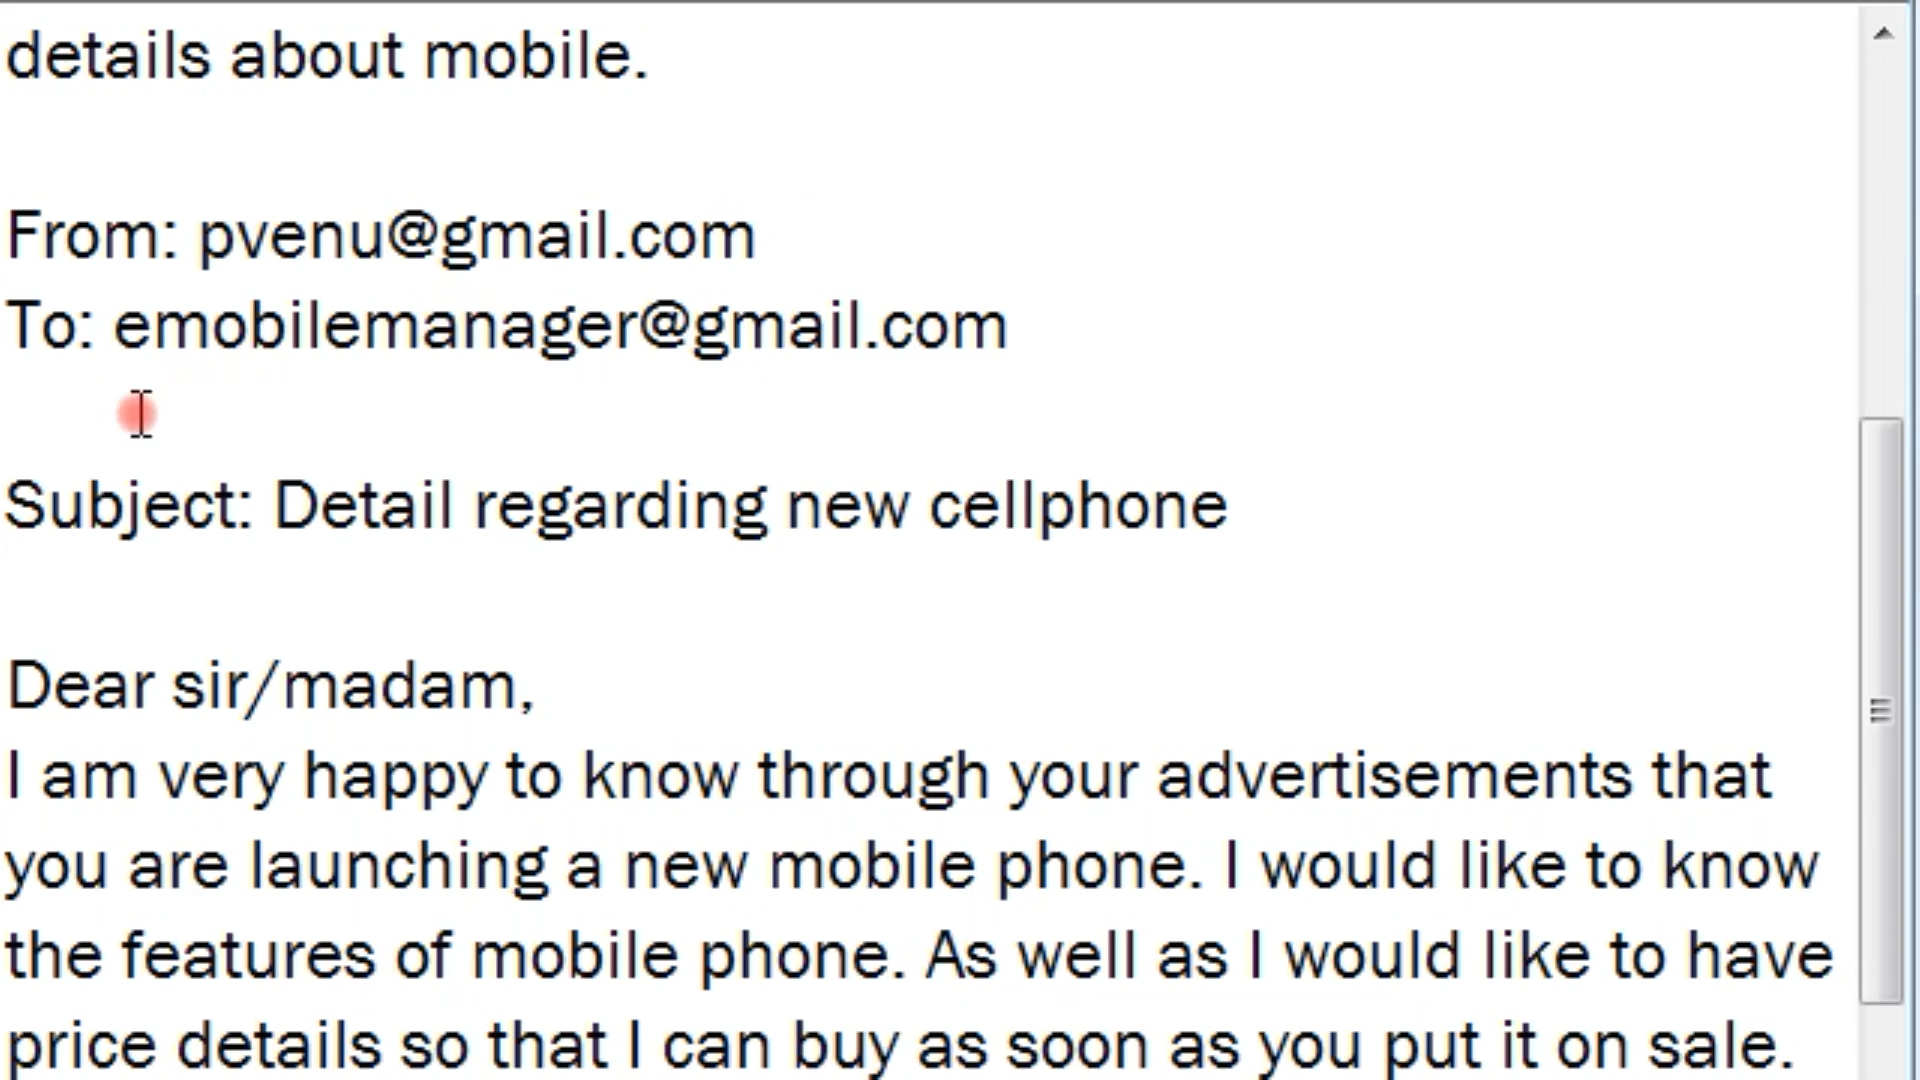 details about mobile.
From: pvenu@gmail.com
To: emobilemanager@gmail.com
Subject: Detail regarding new cellphone
Dear sir/madam,
I am very happy to know through your advertisements that
you are launching a new mobile phone. I would like to know
the features of mobile phone. As well as I would like to have
price details so that I can buy as soon as you put it on sale.